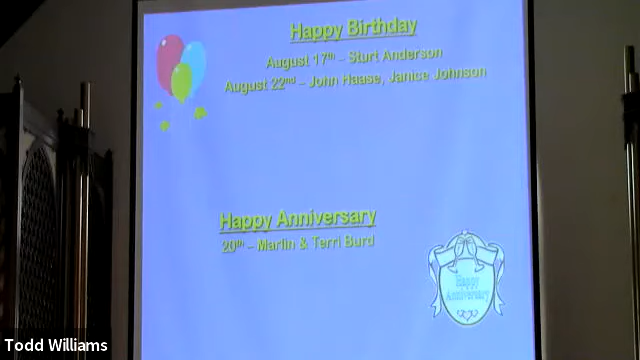 Happy Birthday
August 17th – Sturt Anderson
August 22nd – John Haase, Janice Johnson
Happy Anniversary
20th – Marlin & Terri Burd
Happy
Anniversary
Todd Williams